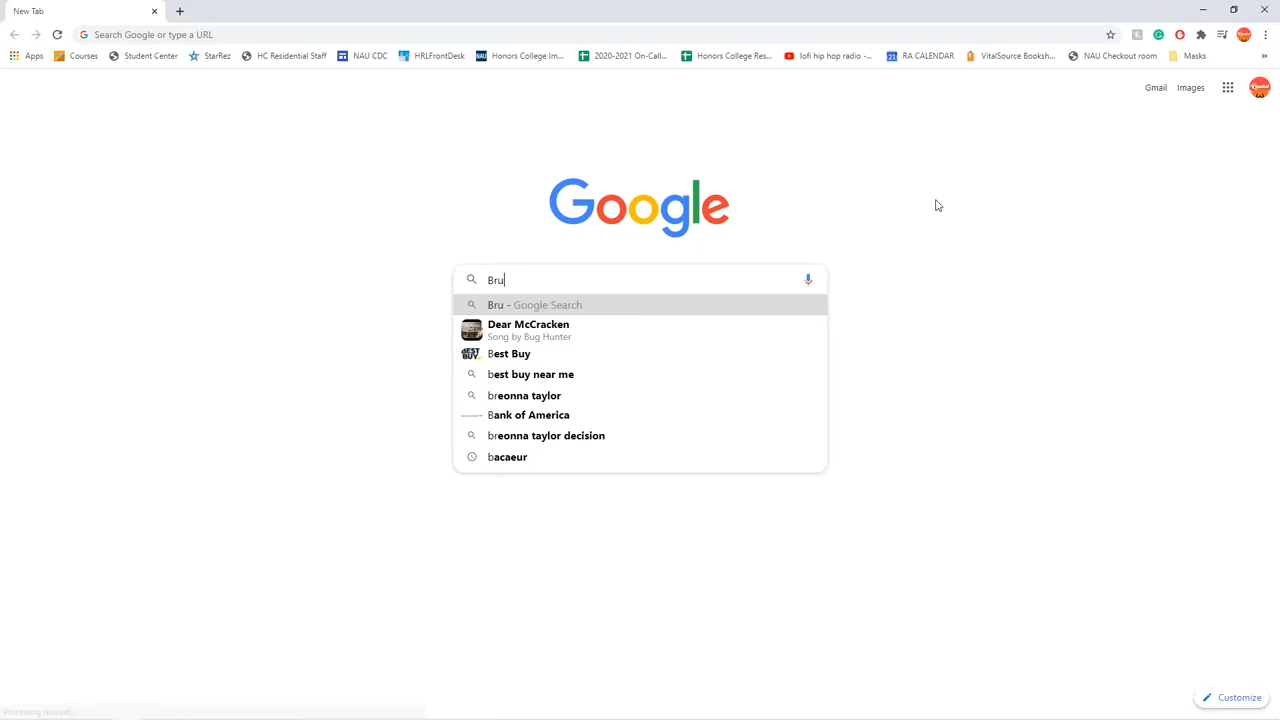 New Tab
Search Google or type a URL
Apps Courses Student Center StarRez HC Residential Staff NAU CDC HRLFrontDesk Honors College Im... 2020-2021 On-Call... Honors College Res... lofi hip hop radio -... RA CALENDAR VitalSource Booksh... NAU Checkout room Masks »
Gmail Images
Google
Bru
Bru - Google Search
Dear McCracken
Song by Bug Hunter
Best Buy
best buy near me
breonna taylor
Bank of America
breonna taylor decision
bacaeur
Customize
Processing request...